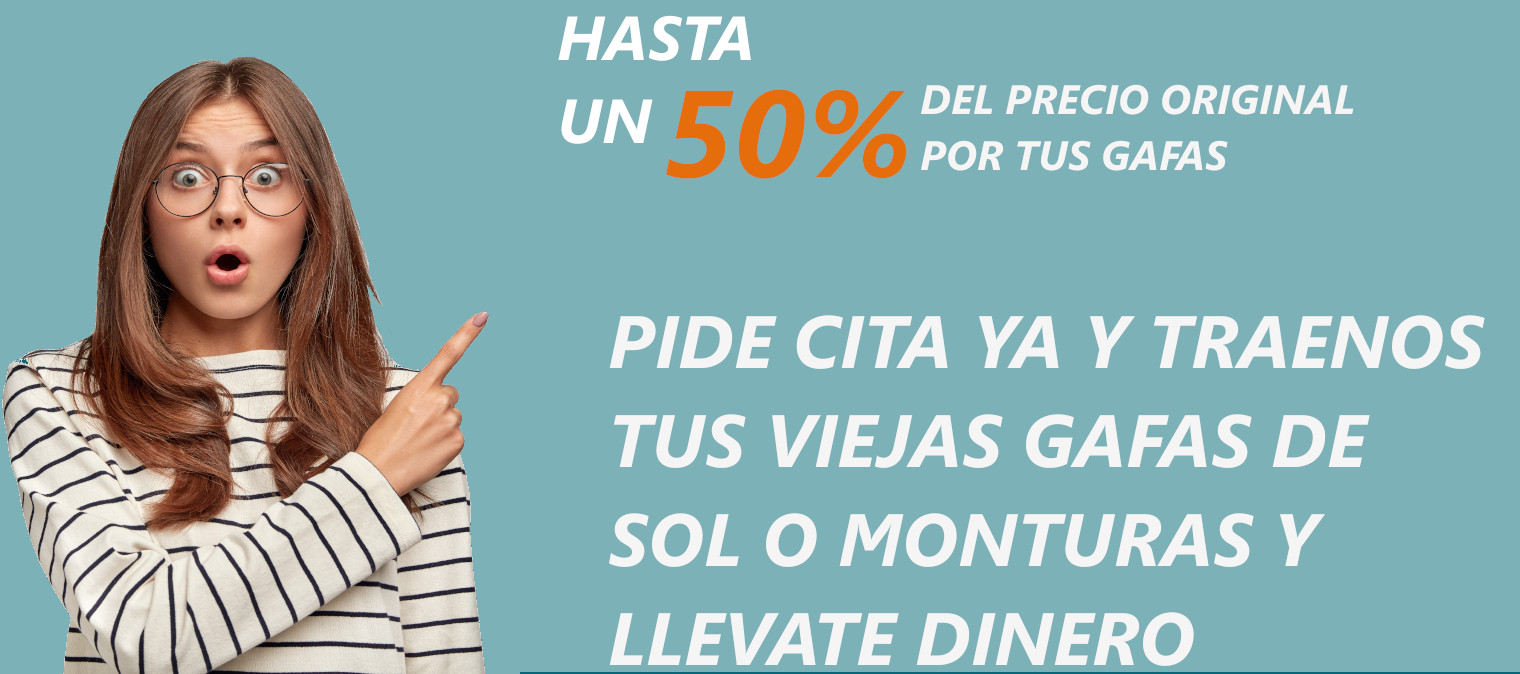 HASTA
UN 50% DEL PRECIO ORIGINAL
POR TUS GAFAS
PIDE CITA YA Y TRAENOS
TUS VIEJAS GAFAS DE
SOL O MONTURAS Y
LLEVATE DINERO